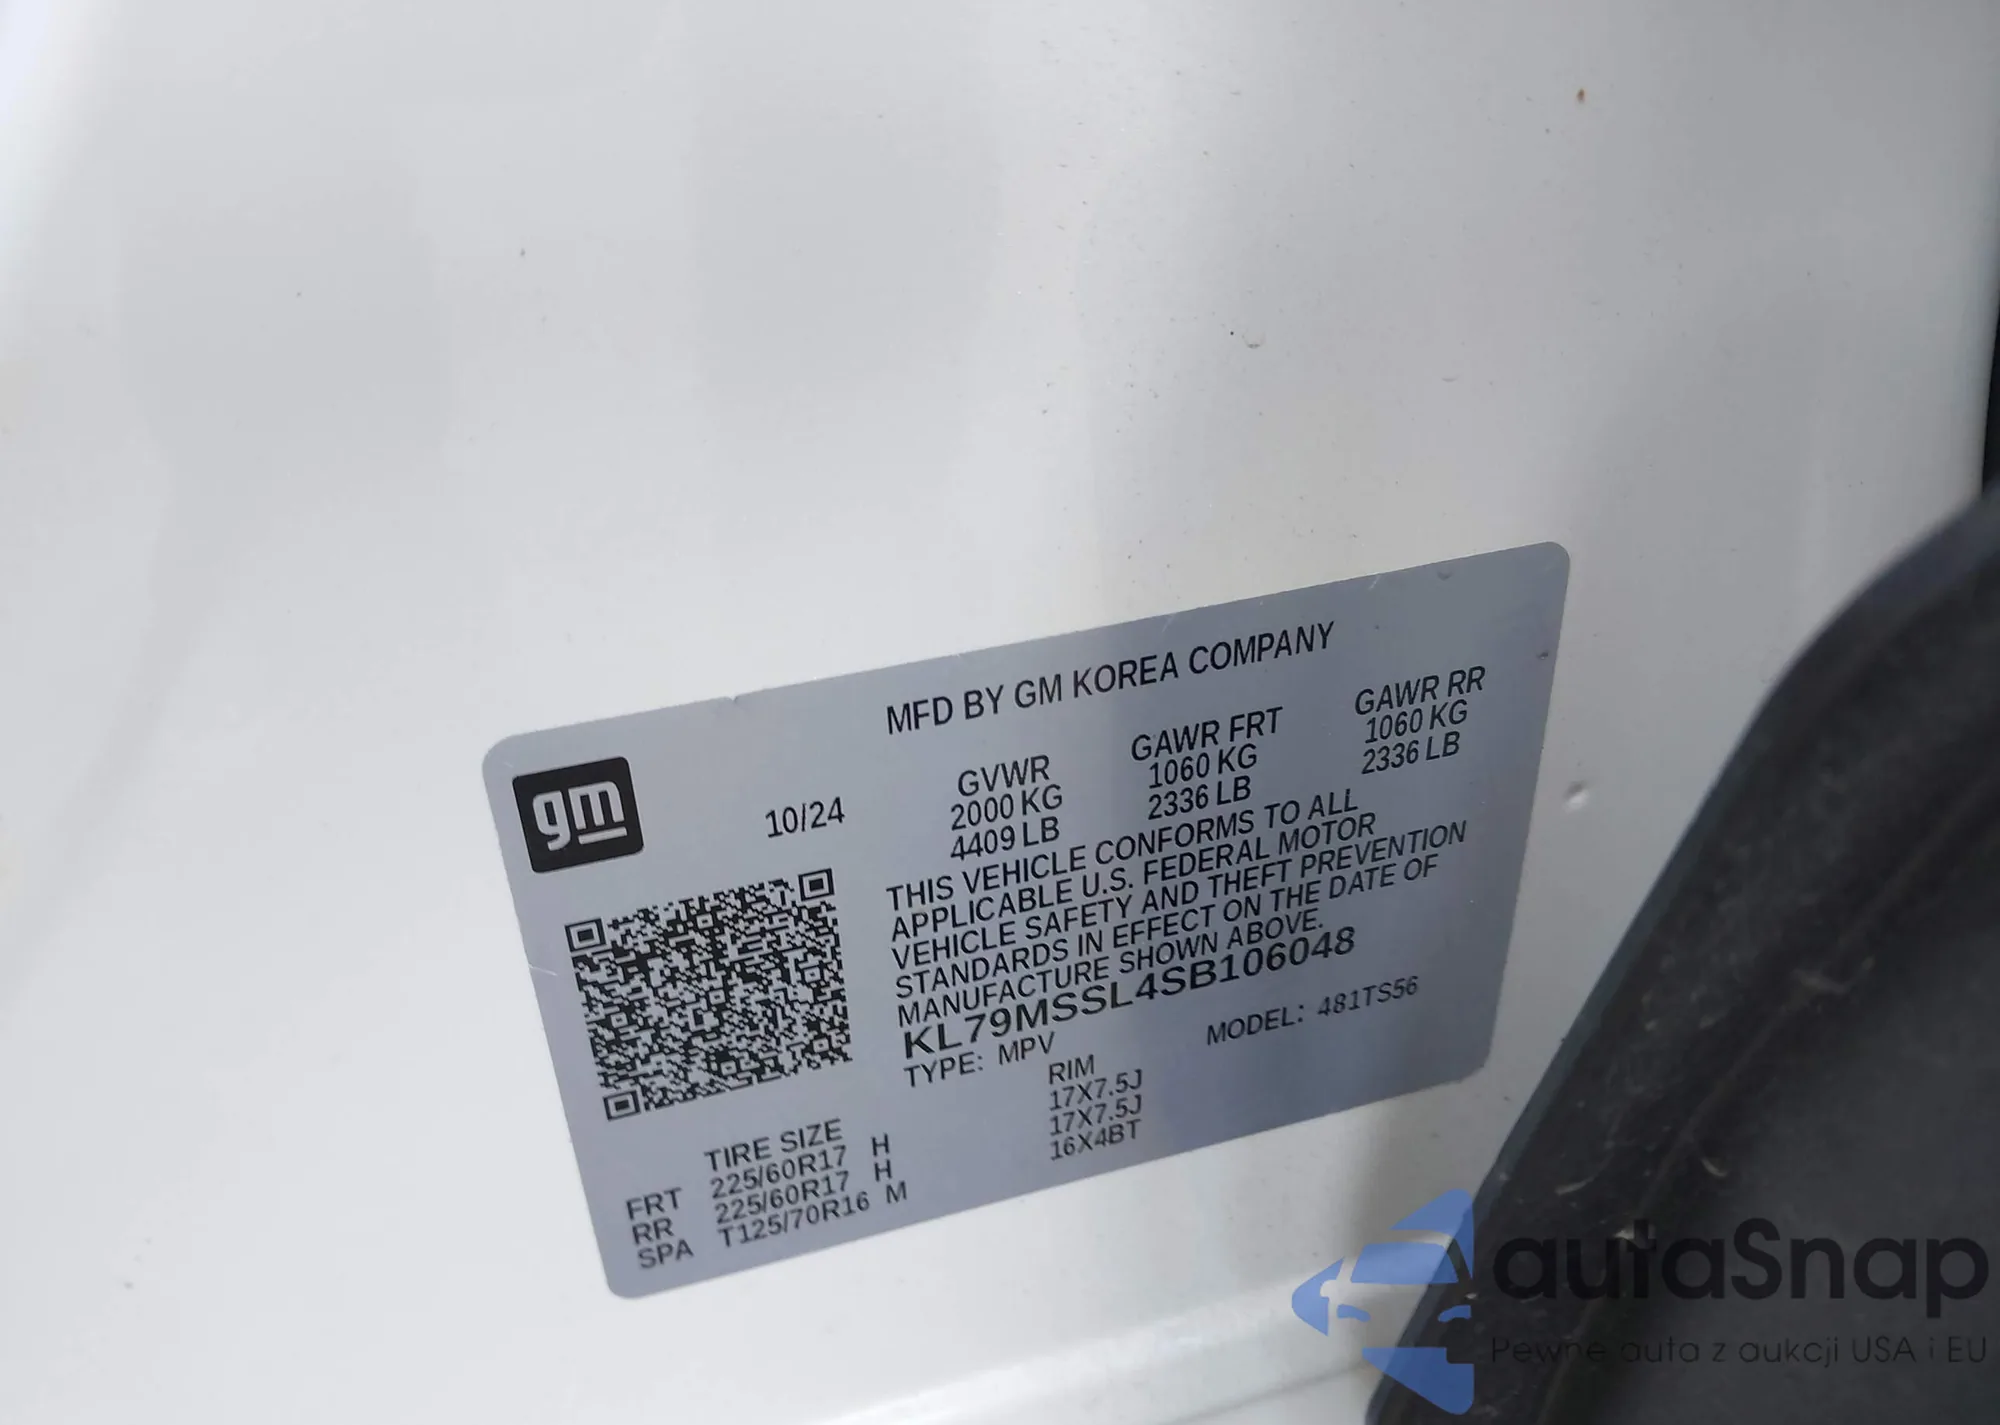 MFD BY GM KOREA COMPANY
gm
10/24
GVWR GAWR FRT GAWR RR
2000 KG 1060 KG 1060 KG
4409 LB 2336 LB 2336 LB
THIS VEHICLE CONFORMS TO ALL
APPLICABLE U.S. FEDERAL MOTOR
VEHICLE SAFETY AND THEFT PREVENTION
STANDARDS IN EFFECT ON THE DATE OF
MANUFACTURE SHOWN ABOVE.
KL79MSSL4SB106048
TYPE: MPV MODEL: 481TS56
TIRE SIZE RIM
FRT 225/60R17 H 17X7.5J
RR 225/60R17 H 17X7.5J
SPA T125/70R16 M 16X4BT
autaSnap
Pewne auta z aukcji USA i EU